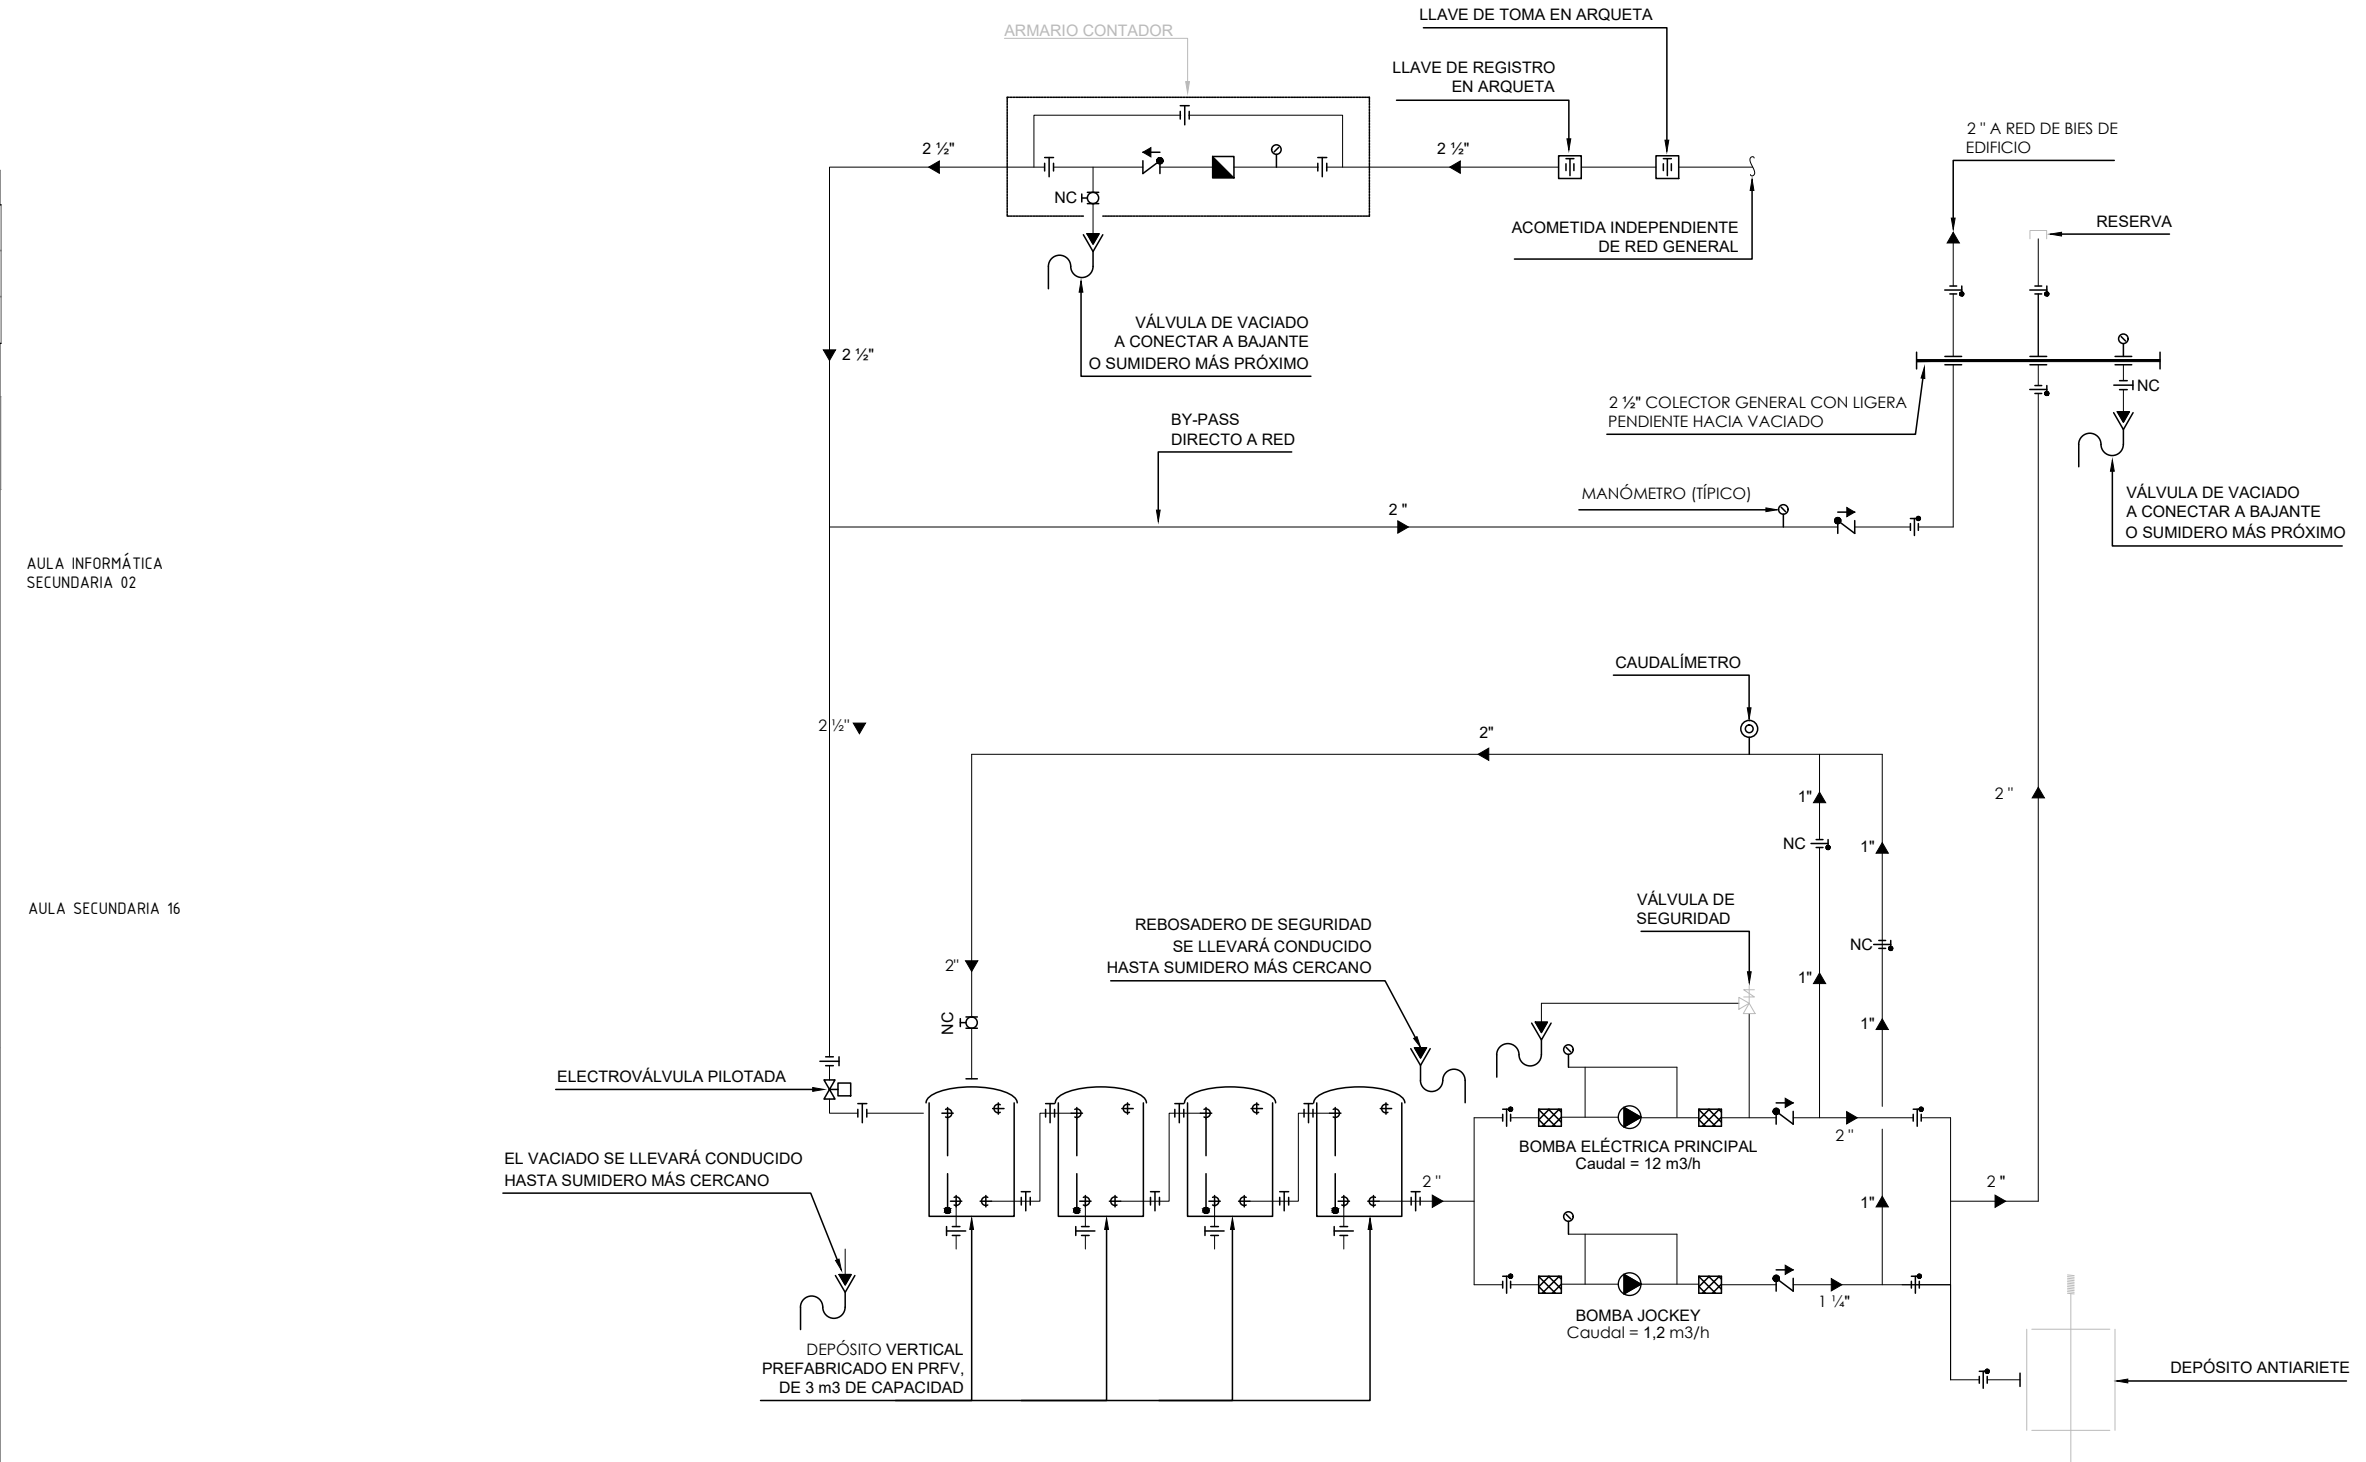 LLAVE DE TOMA EN ARQUETA
ARMARIO CONTADOR
LLAVE DE REGISTRO
EN ARQUETA
2 " A RED DE BIES DE
EDIFICIO
2 ½"
2 ½"
NC
RESERVA
ACOMETIDA INDEPENDIENTE
DE RED GENERAL
VÁLVULA DE VACIADO
A CONECTAR A BAJANTE
O SUMIDERO MÁS PRÓXIMO
2 ½"
NC
2 ½" COLECTOR GENERAL CON LIGERA
PENDIENTE HACIA VACIADO
BY-PASS
DIRECTO A RED
MANÓMETRO (TÍPICO)
2 "
VÁLVULA DE VACIADO
A CONECTAR A BAJANTE
O SUMIDERO MÁS PRÓXIMO
AULA INFORMÁTICA
SECUNDARIA 02
CAUDALÍMETRO
2 ½"
2"
1"
2 "
NC
1"
AULA SECUNDARIA 16
VÁLVULA DE
SEGURIDAD
REBOSADERO DE SEGURIDAD
SE LLEVARÁ CONDUCIDO
HASTA SUMIDERO MÁS CERCANO
NC
2"
1"
NC
1"
ELECTROVÁLVULA PILOTADA
BOMBA ELÉCTRICA PRINCIPAL
Caudal = 12 m3/h
2 "
EL VACIADO SE LLEVARÁ CONDUCIDO
HASTA SUMIDERO MÁS CERCANO
2 "
1"
2 "
BOMBA JOCKEY
Caudal = 1,2 m3/h
1 ¼"
DEPÓSITO VERTICAL
PREFABRICADO EN PRFV,
DE 3 m3 DE CAPACIDAD
DEPÓSITO ANTIARIETE